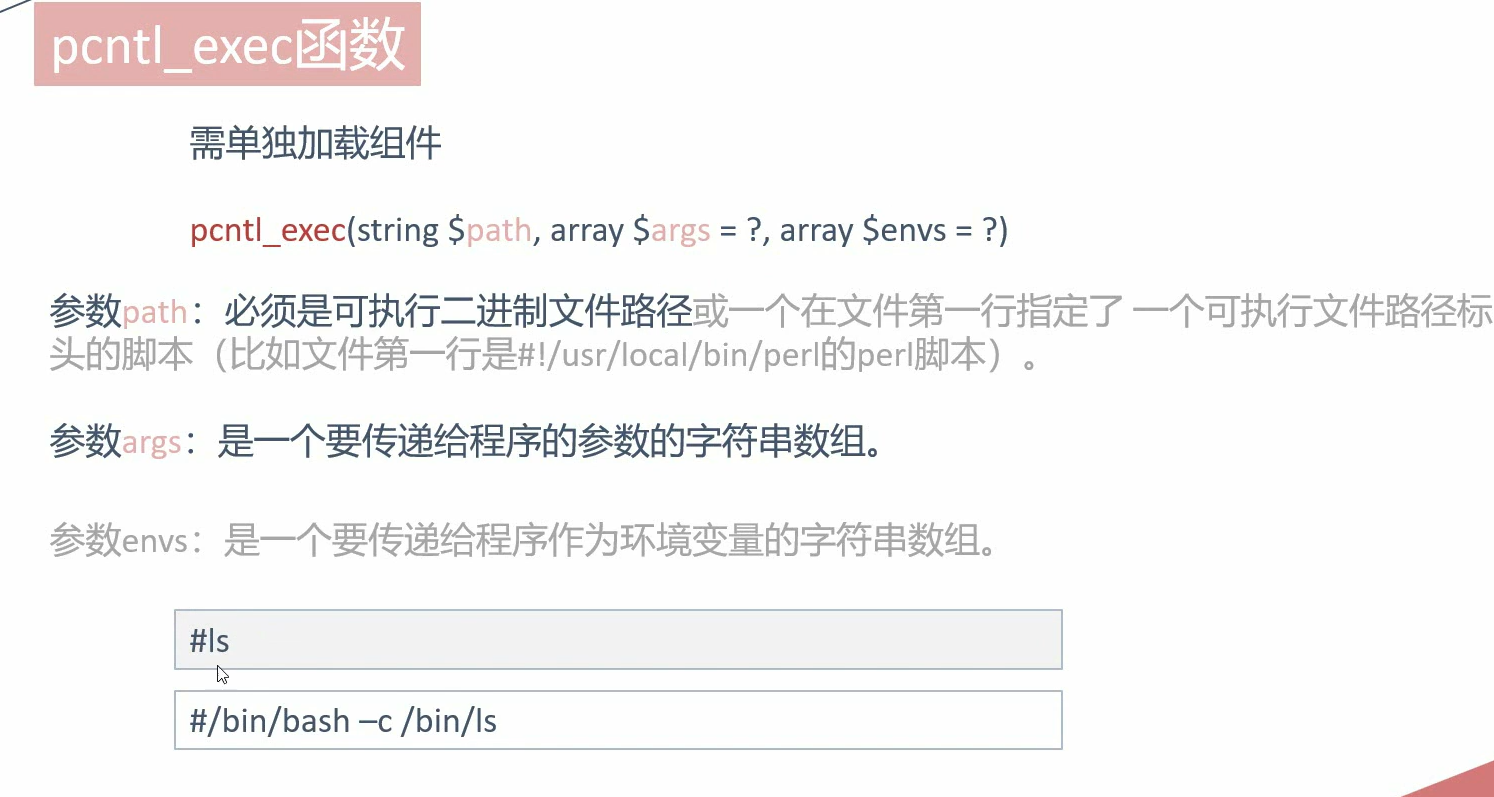 pcntl_exec函数
需单独加载组件
pcntl_exec(string $path, array $args = ?, array $envs = ?)
参数path：必须是可执行二进制文件路径或一个在文件第一行指定了 一个可执行文件路径标
头的脚本（比如文件第一行是#!/usr/local/bin/perl的perl脚本）。
参数args：是一个要传递给程序的参数的字符串数组。
参数envs：是一个要传递给程序作为环境变量的字符串数组。
#ls
#/bin/bash –c /bin/ls